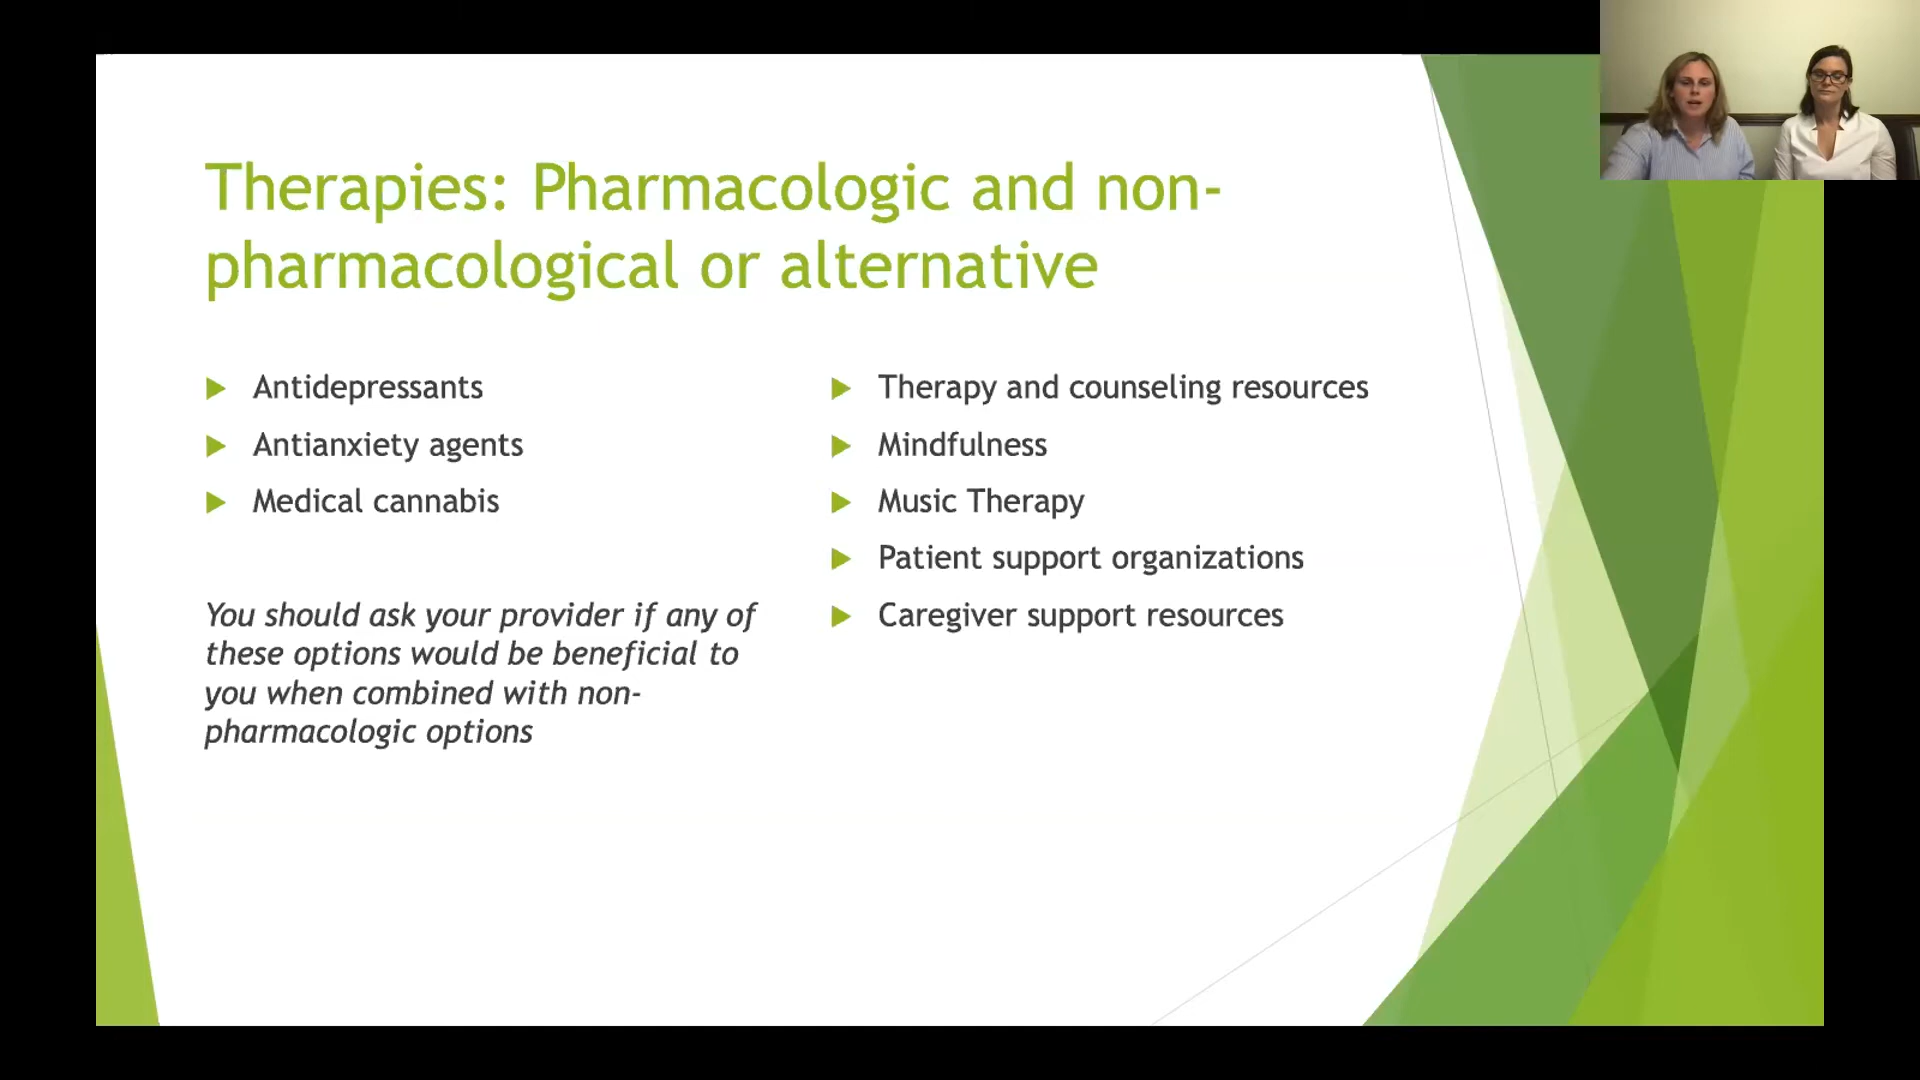 Therapies: Pharmacologic and non-
pharmacological or alternative
Antidepressants
Antianxiety agents
Medical cannabis
You should ask your provider if any of
these options would be beneficial to
you when combined with non-
pharmacologic options
Therapy and counseling resources
Mindfulness
Music Therapy
Patient support organizations
Caregiver support resources